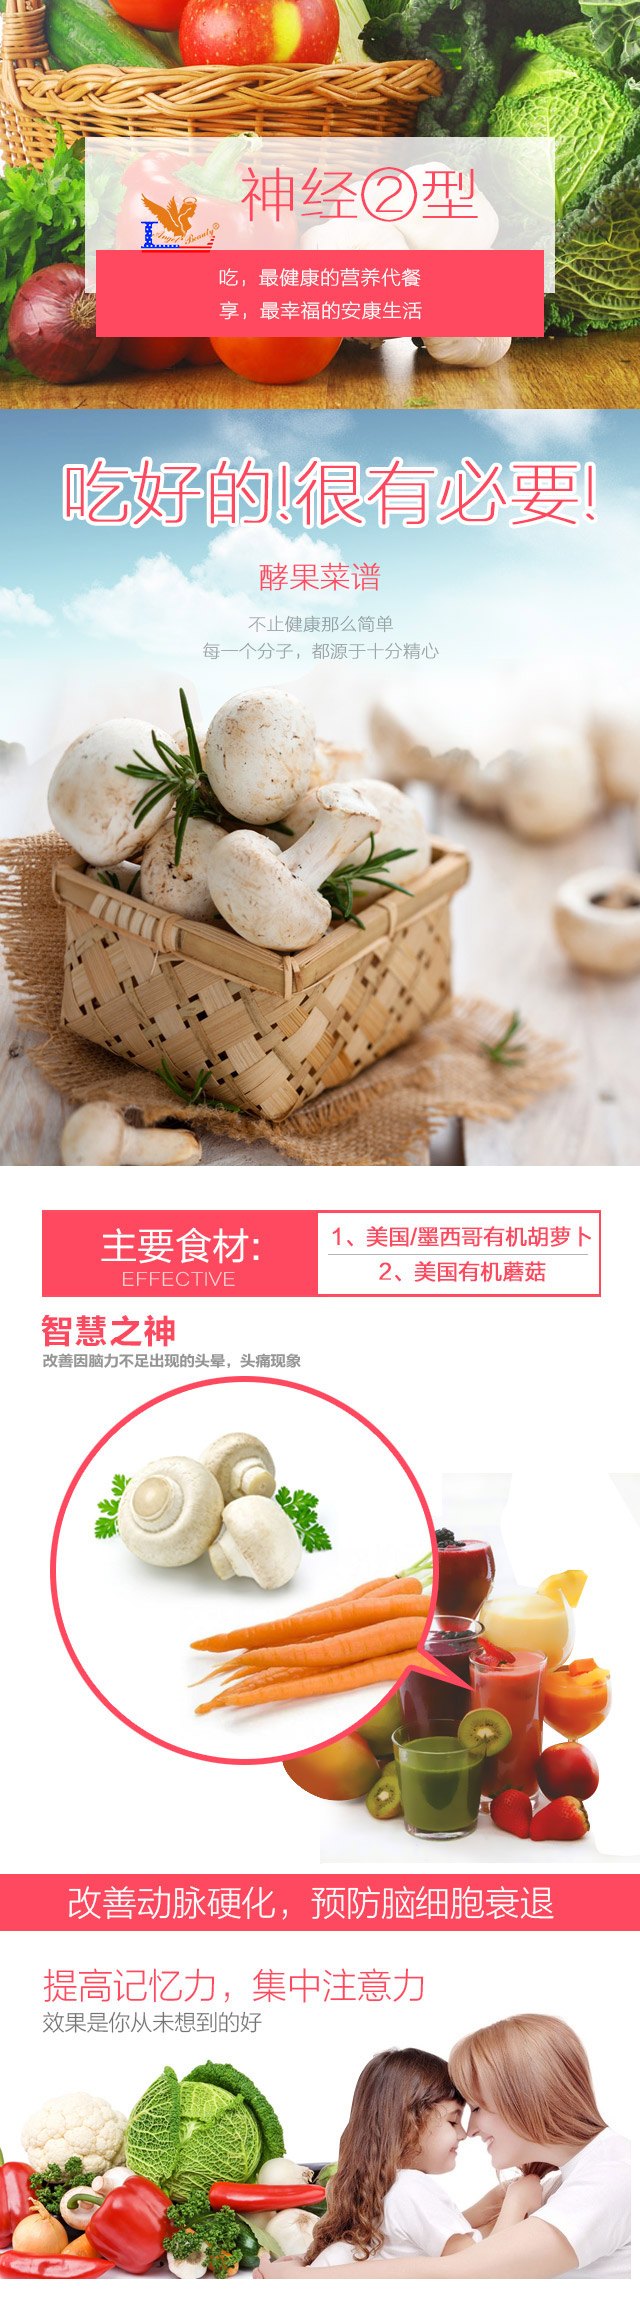 神经②型
Angel Beauty®
吃，最健康的营养代餐
享，最幸福的安康生活
吃好的!很有必要!
酵果菜谱
不止健康那么简单
每一个分子，都源于十分精心
主要食材:
EFFECTIVE
1、美国/墨西哥有机胡萝卜
2、美国有机蘑菇
智慧之神
改善因脑力不足出现的头晕，头痛现象
改善动脉硬化，预防脑细胞衰退
提高记忆力，集中注意力
效果是你从未想到的好